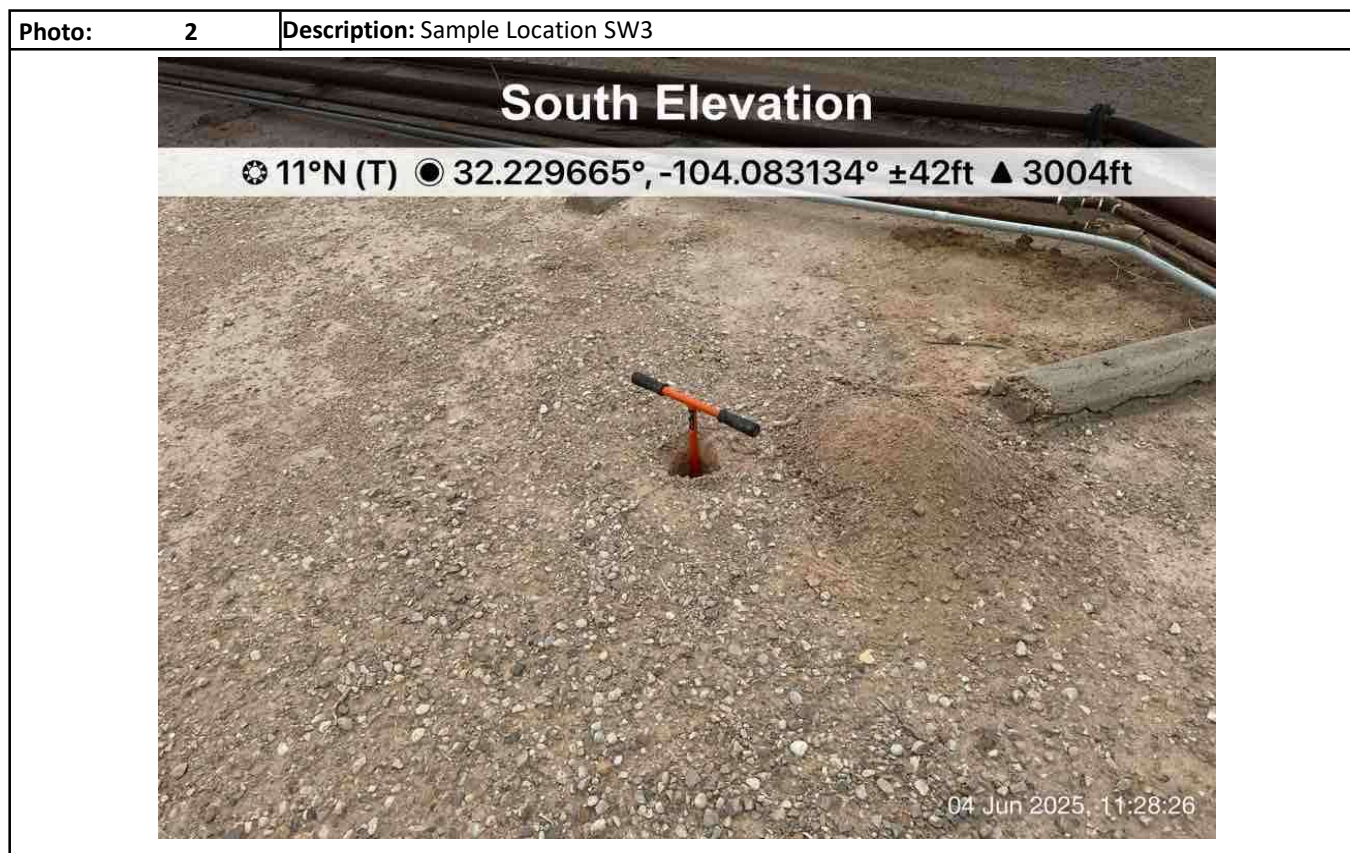 Photo: 2 Description: Sample Location SW3
South Elevation
11°N (T) 32.229665°, -104.083134° ±42ft ▲ 3004ft
04 Jun 2025, 11:28:26